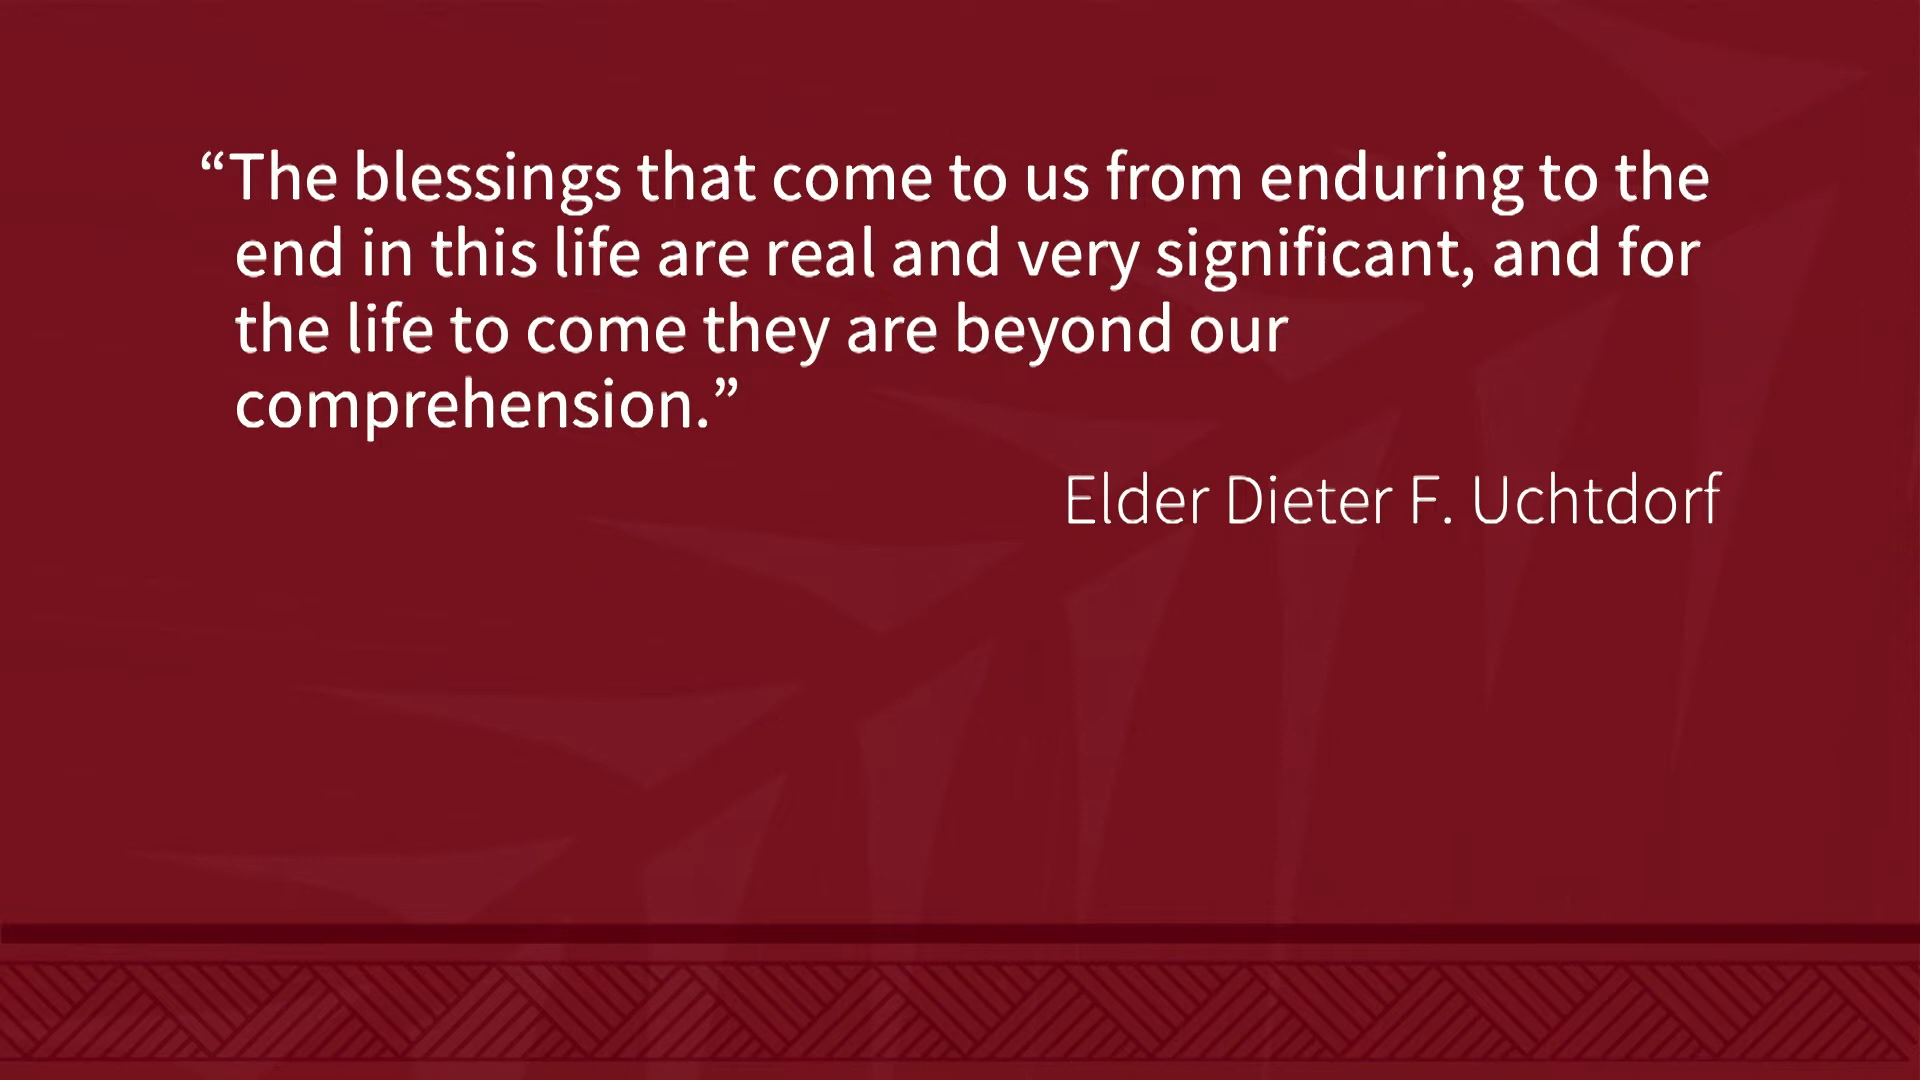 “The blessings that come to us from enduring to the
end in this life are real and very significant, and for
the life to come they are beyond our
comprehension.”
Elder Dieter F. Uchtdorf